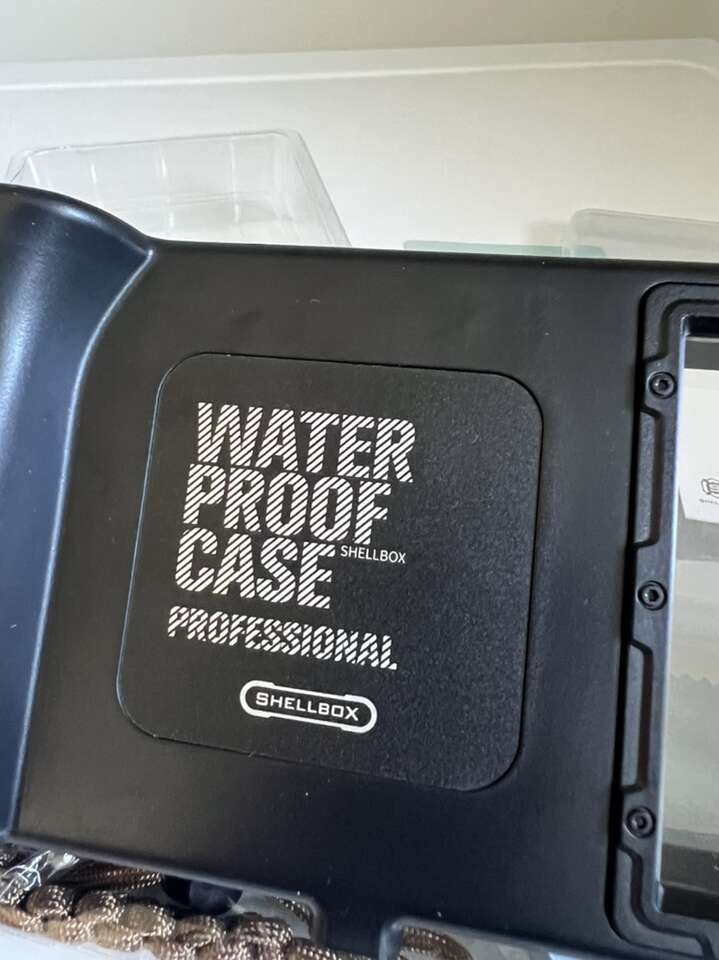 WATER
PROOF
CASE
SHELLBOX
PROFESSIONAL
SHELLBOX